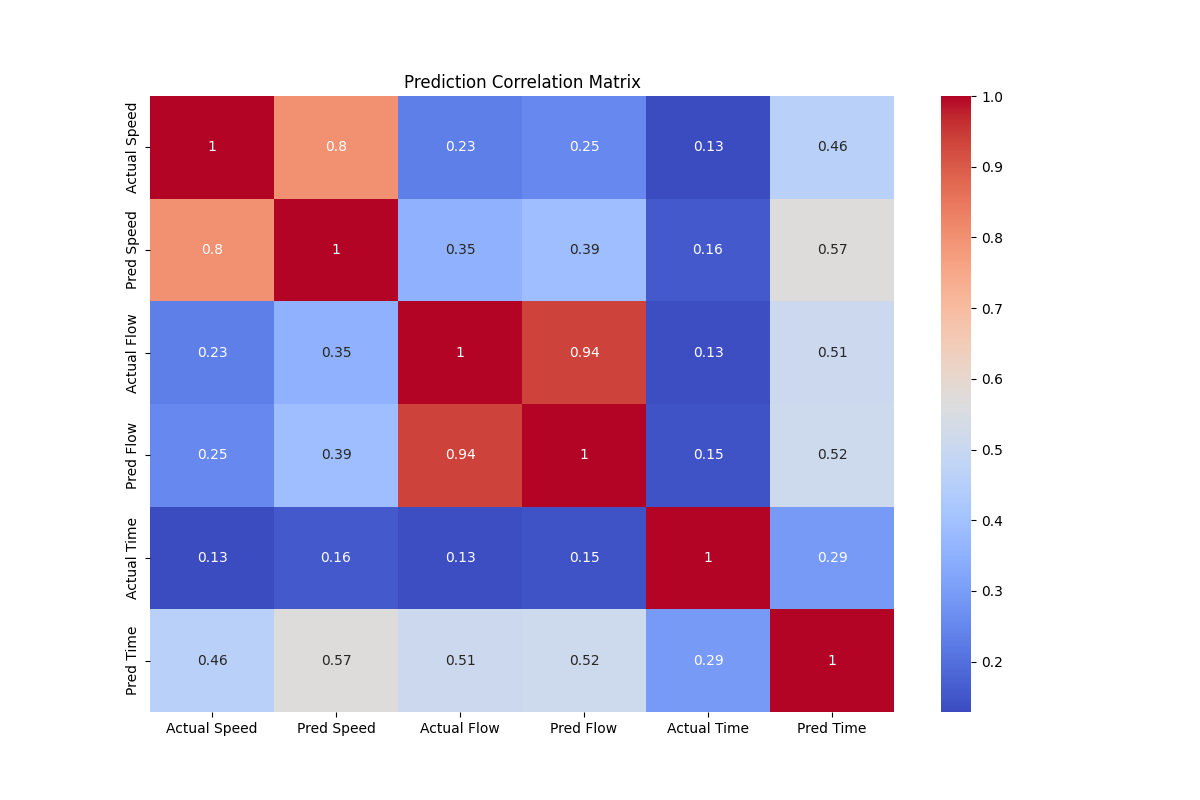 Prediction Correlation Matrix
Actual Speed 1 0.8 0.23 0.25 0.13 0.46
Pred Speed 0.8 1 0.35 0.39 0.16 0.57
Actual Flow 0.23 0.35 1 0.94 0.13 0.51
Pred Flow 0.25 0.39 0.94 1 0.15 0.52
Actual Time 0.13 0.16 0.13 0.15 1 0.29
Pred Time 0.46 0.57 0.51 0.52 0.29 1
Actual Speed Pred Speed Actual Flow Pred Flow Actual Time Pred Time
1.0
0.9
0.8
0.7
0.6
0.5
0.4
0.3
0.2